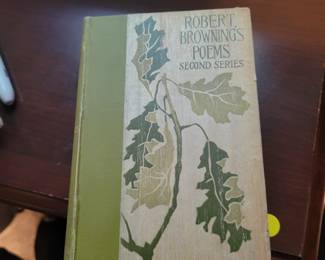 ROBERT
BROWNING'S
POEMS
SECOND SERIES